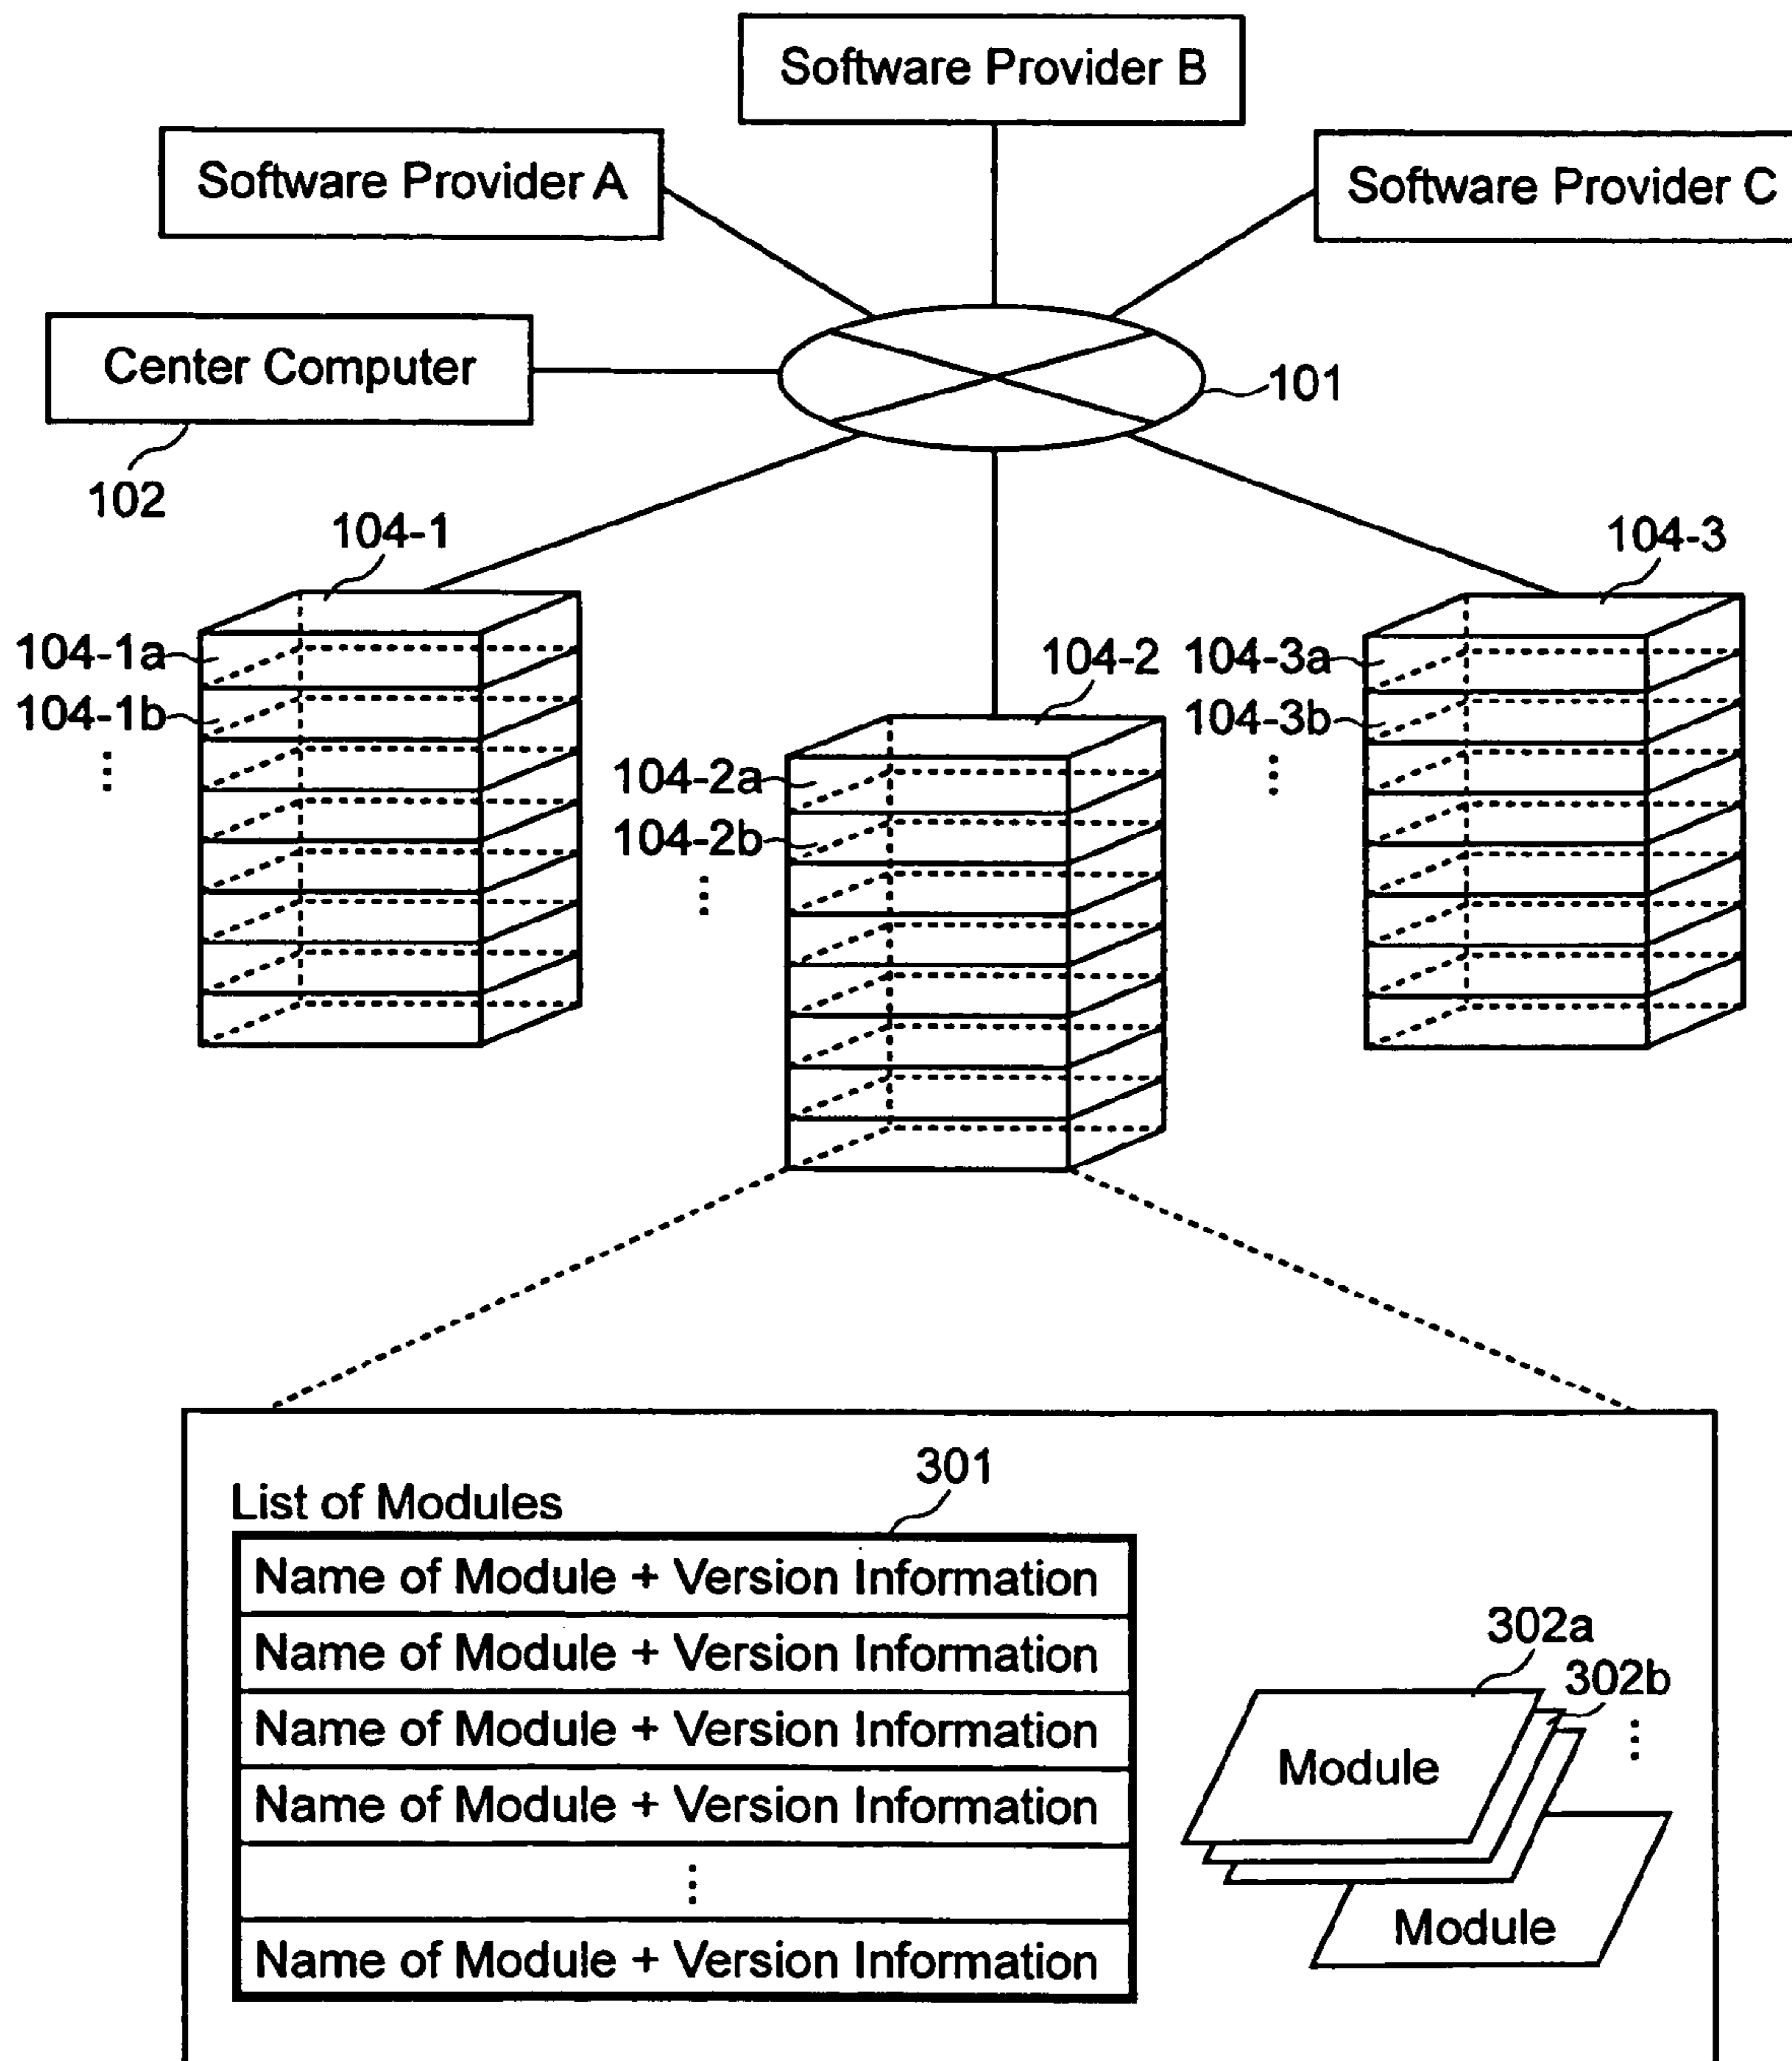 Software Provider B
Software Provider A
Software Provider C
Center Computer
101
102
104-1
104-3
104-1a
104-2
104-3a
104-1b
104-3b
⋮
104-2a
⋮
104-2b
⋮
301
List of Modules
Name of Module + Version Information
Name of Module + Version Information
302a
302b
Name of Module + Version Information
⋮
Module
Name of Module + Version Information
⋮
Module
Name of Module + Version Information